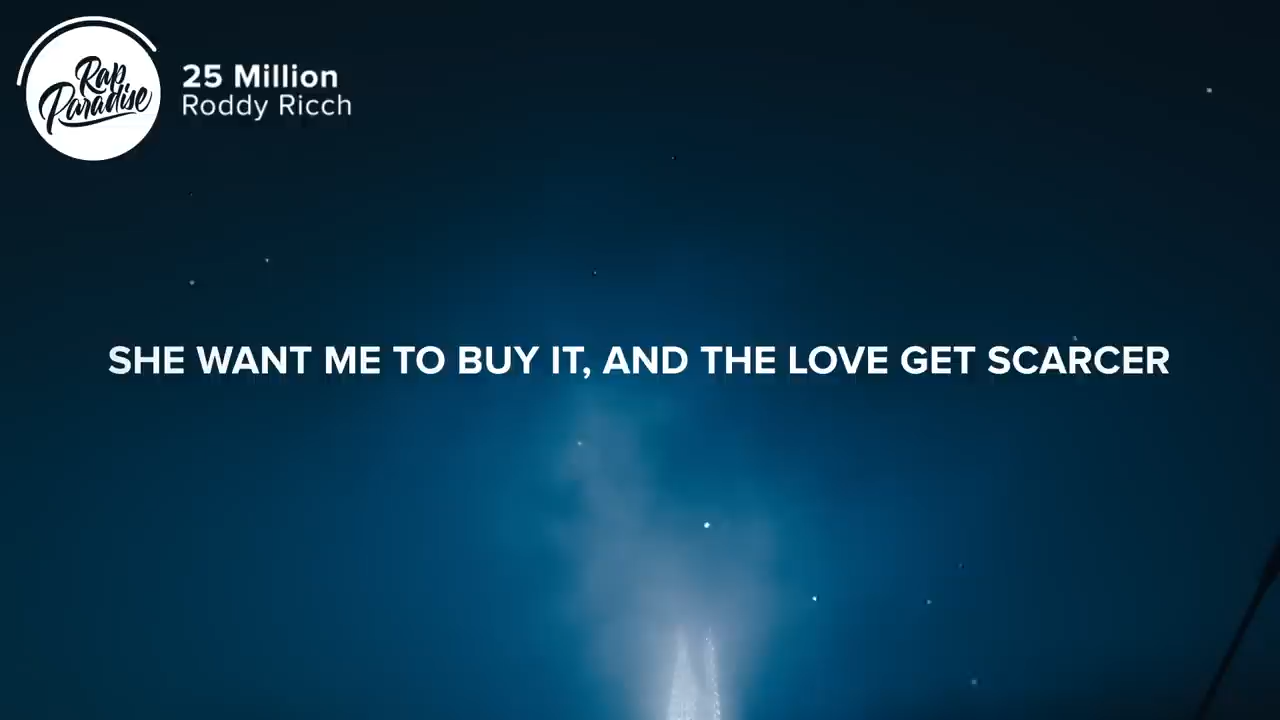 Rap
Paradise
25 Million
Roddy Ricch
SHE WANT ME TO BUY IT, AND THE LOVE GET SCARCER